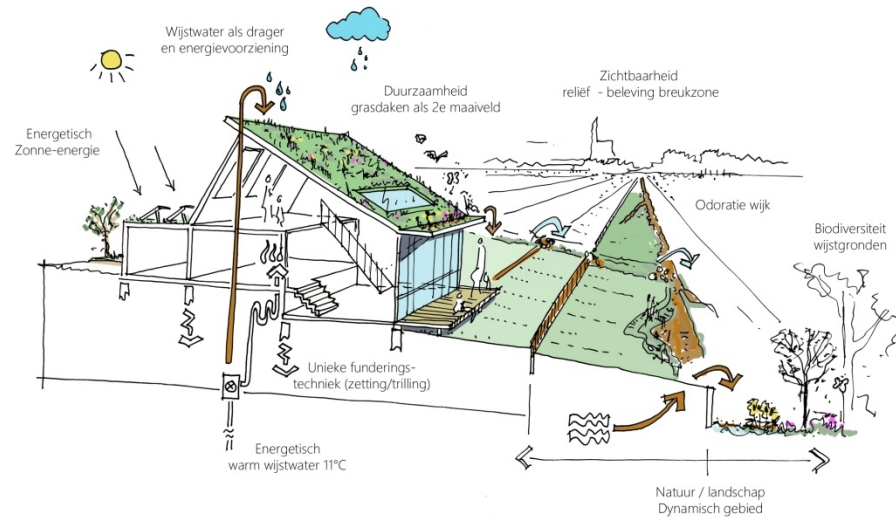 Wijstwater als drager
en energievoorziening
Duurzaamheid
grasdaken als 2e maaiveld
Zichtbaarheid
reliëf - beleving breukzone
Energetisch
Zonne-energie
Odoratie wijk
Biodiversiteit
wijstgronden
Unieke funderings-
techniek (zetting/trilling)
Energetisch
warm wijstwater 11°C
Natuur / landschap
Dynamisch gebied